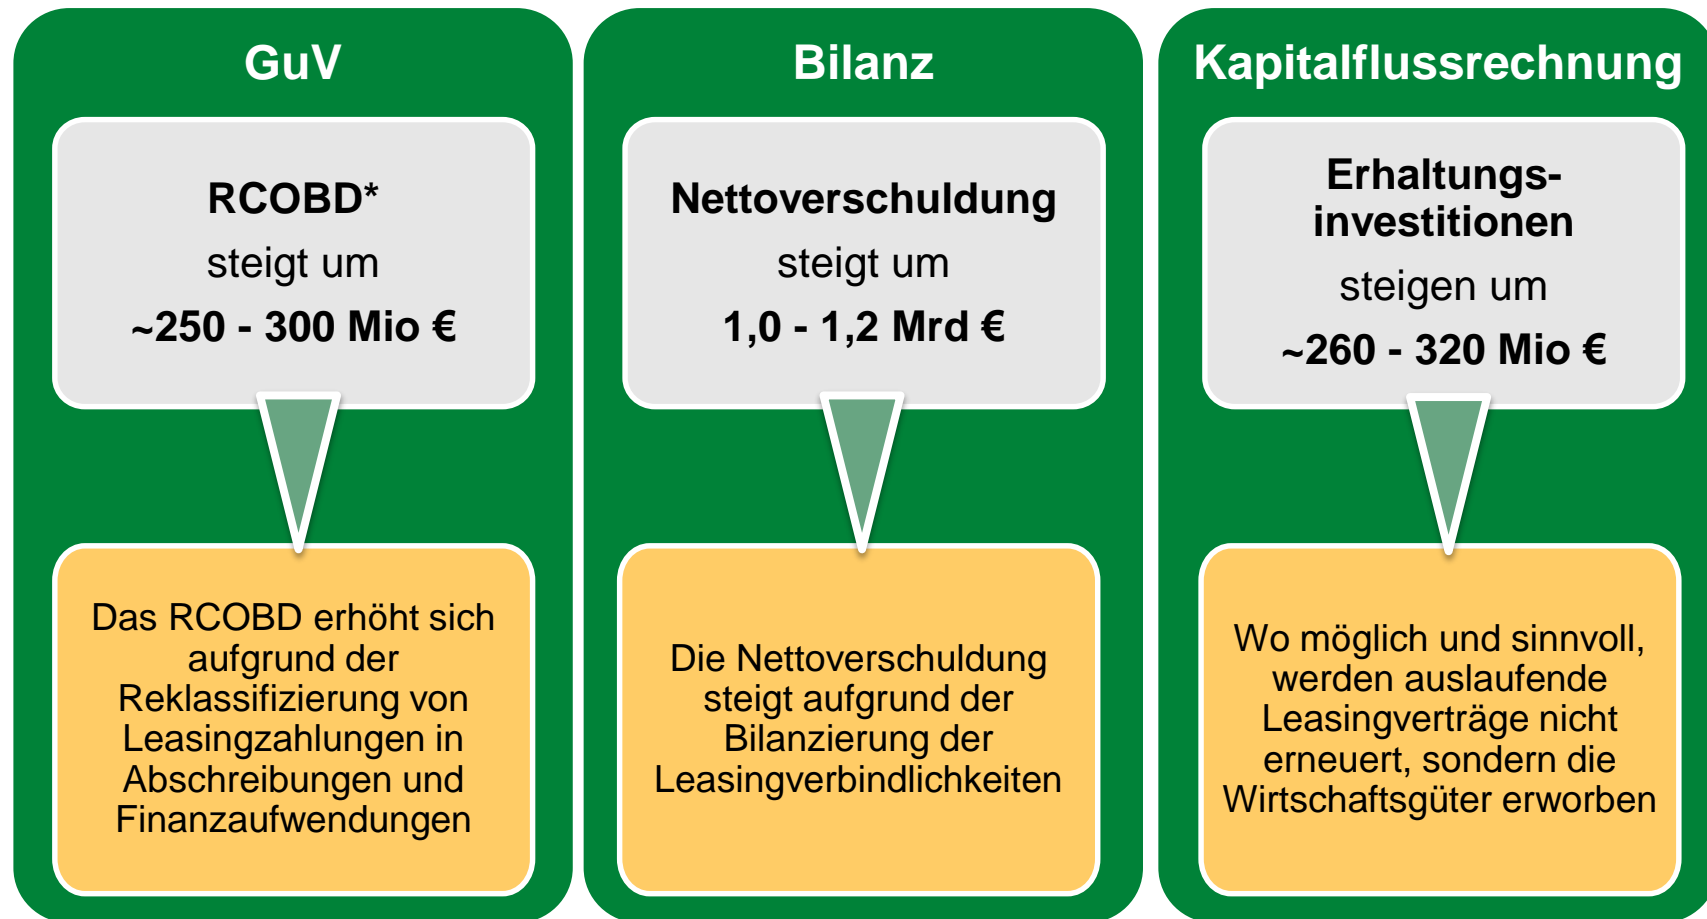 GuV
RCOBD*
steigt um
~250 - 300 Mio €
Das RCOBD erhöht sich
aufgrund der
Reklassifizierung von
Leasingzahlungen in
Abschreibungen und
Finanzaufwendungen
Bilanz
Nettoverschuldung
steigt um
1,0 - 1,2 Mrd €
Die Nettoverschuldung
steigt aufgrund der
Bilanzierung der
Leasingverbindlichkeiten
Kapitalflussrechnung
Erhaltungs-
investitionen
steigen um
~260 - 320 Mio €
Wo möglich und sinnvoll,
werden auslaufende
Leasingverträge nicht
erneuert, sondern die
Wirtschaftsgüter erworben